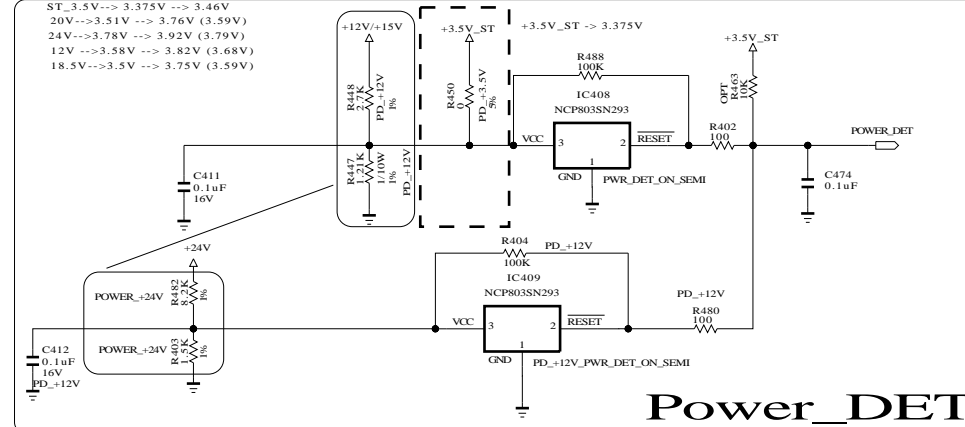 ST_3.5V--> 3.375V --> 3.46V
20V-->3.51V --> 3.76V (3.59V)
24V-->3.78V --> 3.92V (3.79V)
12V -->3.58V --> 3.82V (3.68V)
18.5V-->3.5V --> 3.75V (3.59V)
+12V/+15V
R448
2.7K
PD_+12V
1%
R447
1.21K
1/10W
1%
PD_+12V
+3.5V_ST
R450
0
PD_+3.5V
5%
+3.5V_ST -> 3.375V
R488
100K
IC408
NCP803SN293
VCC
3
2
RESET
1
GND
PWR_DET_ON_SEMI
+3.5V_ST
OPT
R463
10K
R402
100
POWER_DET
C474
0.1uF
C411
0.1uF
16V
+24V
POWER_+24V
R482
8.2K
1%
POWER_+24V
R403
1.5K
1%
C412
0.1uF
16V
PD_+12V
R404
100K
PD_+12V
IC409
NCP803SN293
VCC
3
2
RESET
1
GND
PD_+12V_PWR_DET_ON_SEMI
PD_+12V
R480
100
Power_DET